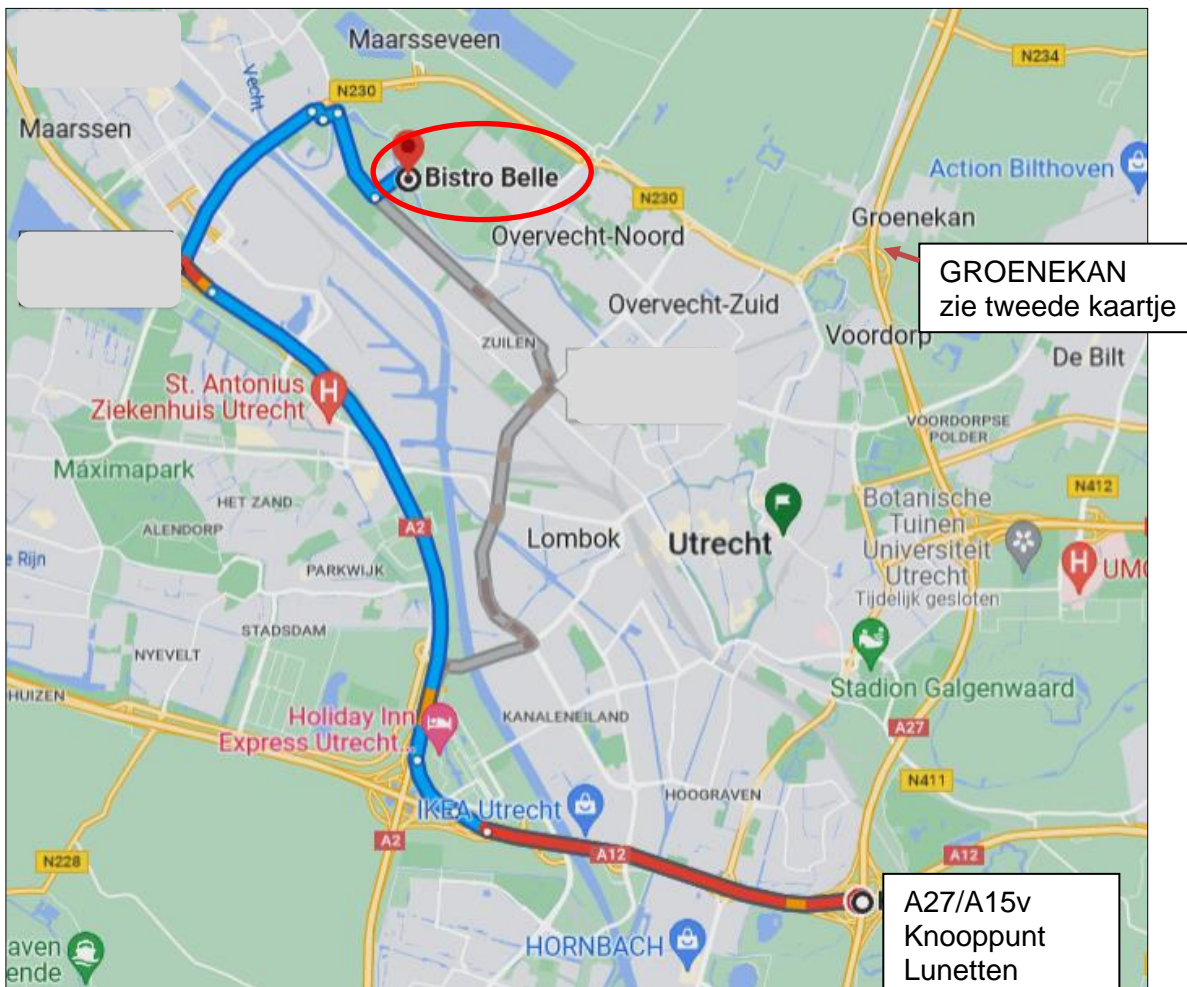 Maarsseveen
N234
Vecht
N230
Maarssen
Action Bilthoven
Bistro Belle
N230
Groenekan
Overvecht-Noord
GROENEKAN
zie tweede kaartje
Overvecht-Zuid
Voordorp
ZUILEN
De Bilt
St. Antonius
Ziekenhuis Utrecht
H
VOORDORPSE
POLDER
Máximapark
N412
HET ZAND
Botanische
Tuinen
Universiteit
Utrecht
Tijdelijk gesloten
ALENDORP
A2
Lombok
Utrecht
e Rijn
H
UMC
PARKWIJK
STADSDAM
NYEVELT
Stadion Galgenwaard
HUIZEN
Holiday Inn
Express Utrecht...
KANALENEILAND
A27
N411
HOOGRAVEN
IKEA Utrecht
A2
A12
A12
N228
A27/A15v
Knooppunt
Lunetten
HORNBACH
aven
ende